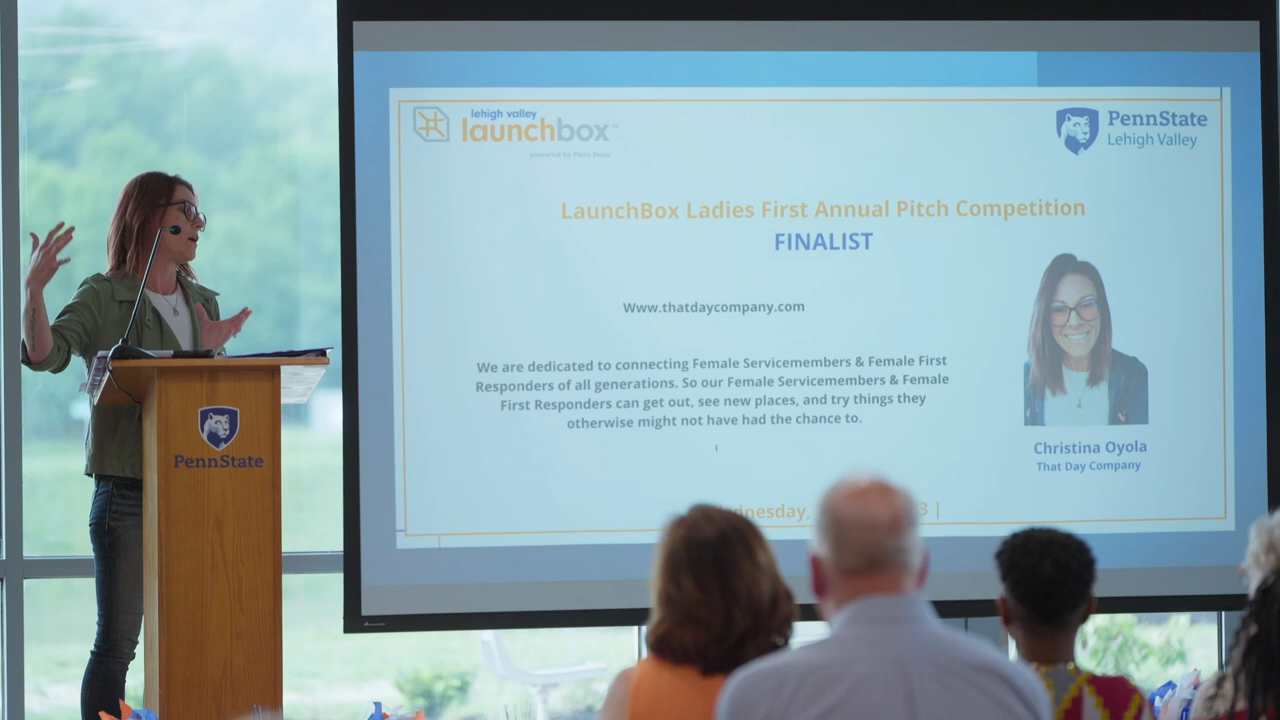 lehigh valley
launchbox™
powered by Penn State
PennState
Lehigh Valley
LaunchBox Ladies First Annual Pitch Competition
FINALIST
Www.thatdaycompany.com
We are dedicated to connecting Female Servicemembers & Female First
Responders of all generations. So our Female Servicemembers & Female
First Responders can get out, see new places, and try things they
otherwise might not have had the chance to.
Christina Oyola
That Day Company
3 |
PennState